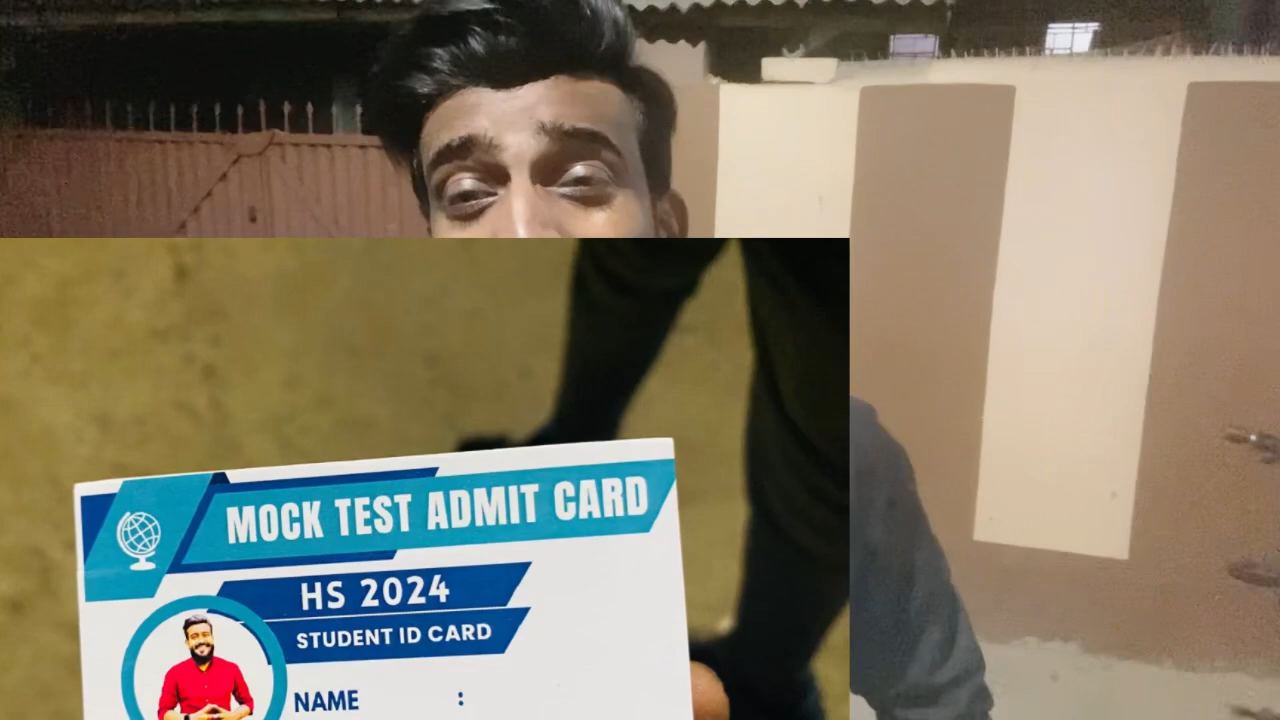 MOCK TEST ADMIT CARD
HS 2024
STUDENT ID CARD
NAME :